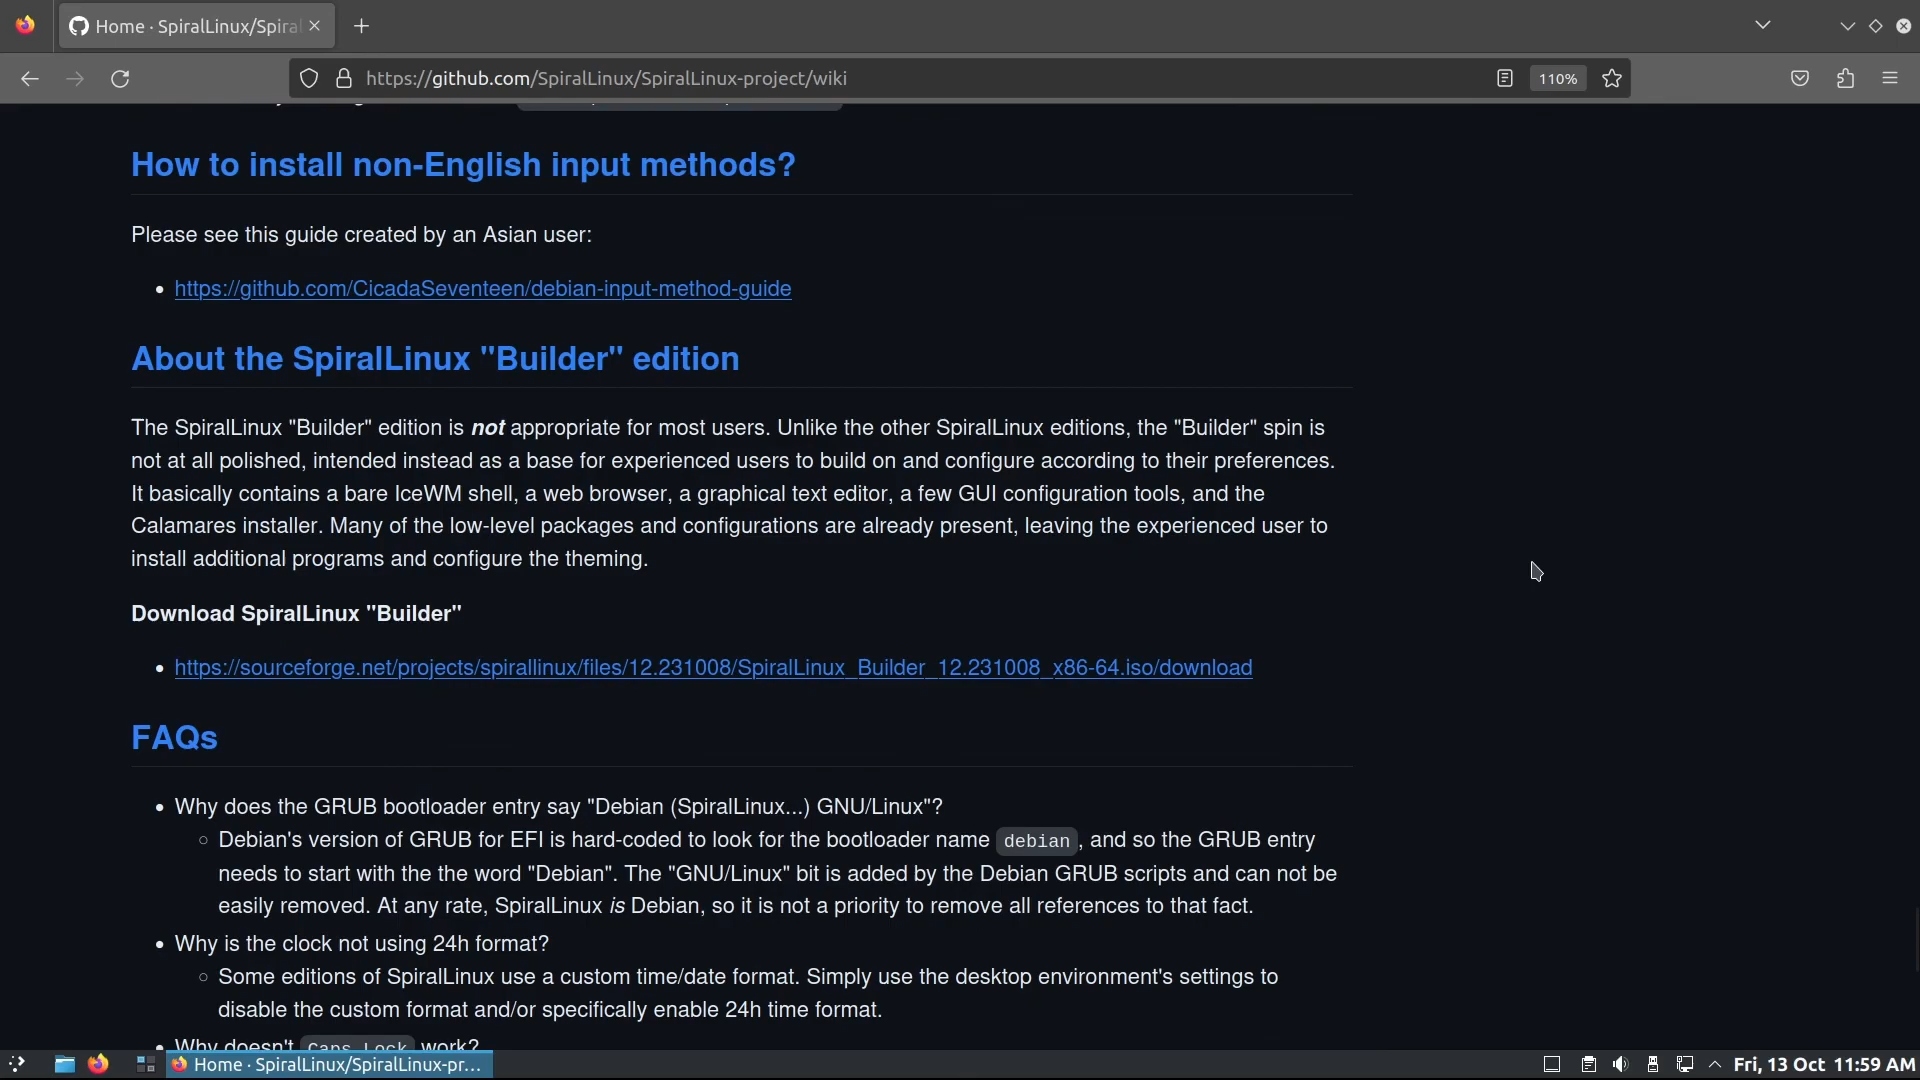 Home · SpiralLinux/Spiral
https://github.com/SpiralLinux/SpiralLinux-project/wiki
110%
How to install non-English input methods?
Please see this guide created by an Asian user:
• https://github.com/CicadaSeventeen/debian-input-method-guide
About the SpiralLinux "Builder" edition
The SpiralLinux "Builder" edition is not appropriate for most users. Unlike the other SpiralLinux editions, the "Builder" spin is
not at all polished, intended instead as a base for experienced users to build on and configure according to their preferences.
It basically contains a bare IceWM shell, a web browser, a graphical text editor, a few GUI configuration tools, and the
Calamares installer. Many of the low-level packages and configurations are already present, leaving the experienced user to
install additional programs and configure the theming.
Download SpiralLinux "Builder"
• https://sourceforge.net/projects/spirallinux/files/12.231008/SpiralLinux_Builder_12.231008_x86-64.iso/download
FAQs
• Why does the GRUB bootloader entry say "Debian (SpiralLinux...) GNU/Linux"?
◦ Debian's version of GRUB for EFI is hard-coded to look for the bootloader name debian, and so the GRUB entry
needs to start with the the word "Debian". The "GNU/Linux" bit is added by the Debian GRUB scripts and can not be
easily removed. At any rate, SpiralLinux is Debian, so it is not a priority to remove all references to that fact.
• Why is the clock not using 24h format?
◦ Some editions of SpiralLinux use a custom time/date format. Simply use the desktop environment's settings to
disable the custom format and/or specifically enable 24h time format.
• Why doesn't Caps Lock work?
Home · SpiralLinux/SpiralLinux-pr...
Fri, 13 Oct 11:59 AM